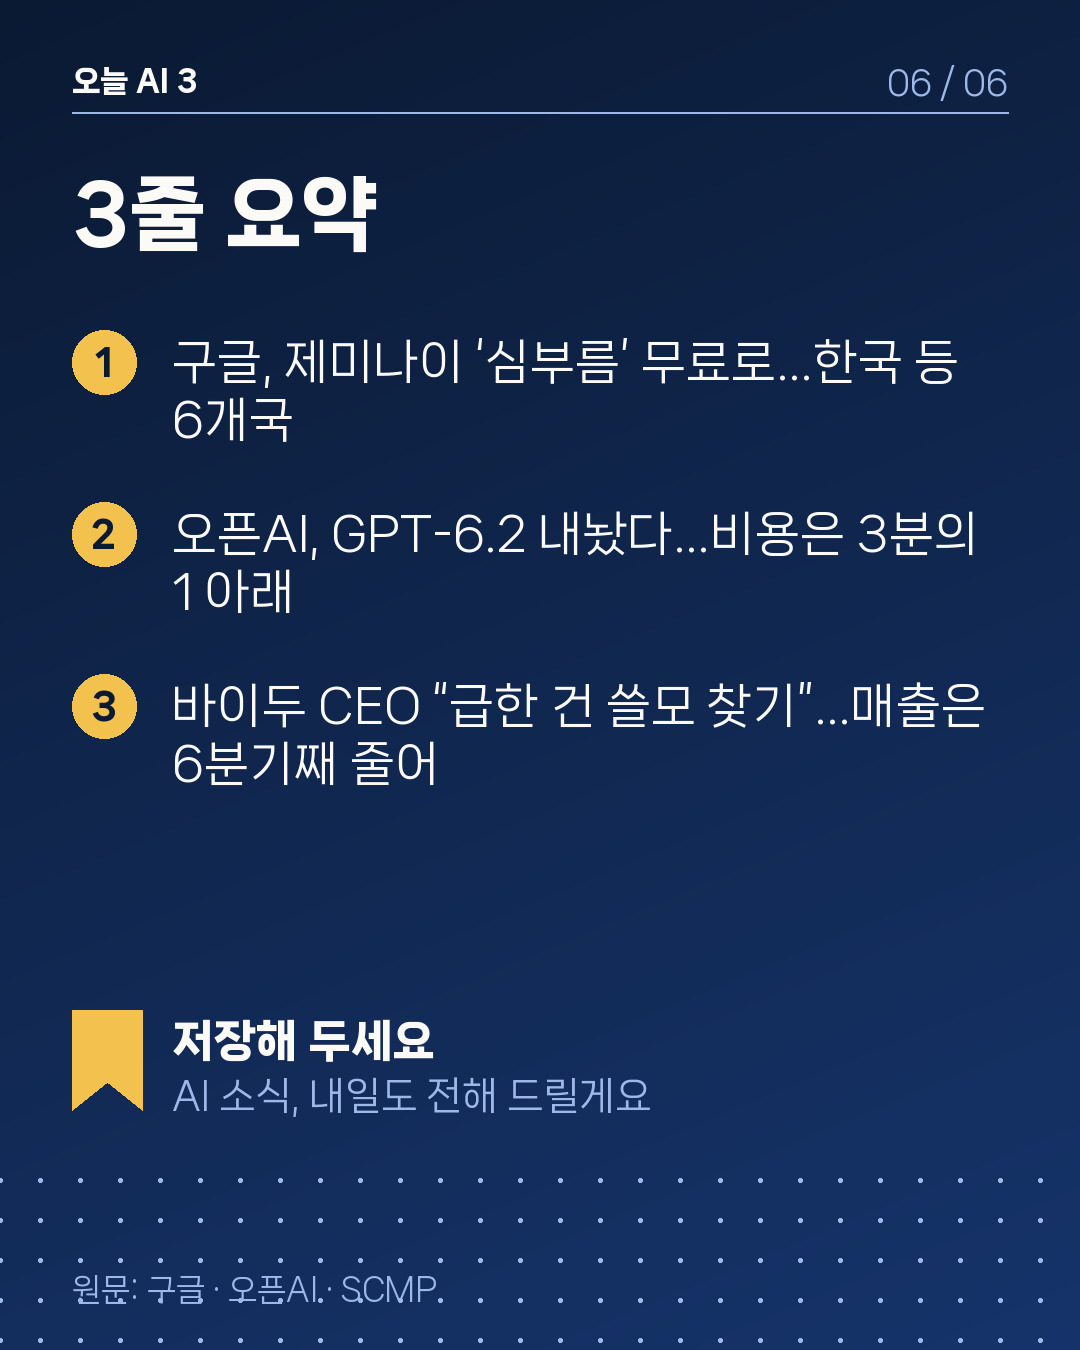 오늘 AI 3
06 / 06
3줄 요약
1
구글, 제미나이 ‘심부름’ 무료로…한국 등
6개국
2
오픈AI, GPT-6.2 내놨다…비용은 3분의
1 아래
3
바이두 CEO “급한 건 쓸모 찾기”…매출은
6분기째 줄어
저장해 두세요
AI 소식, 내일도 전해 드릴게요
원문: 구글 · 오픈AI · SCMP